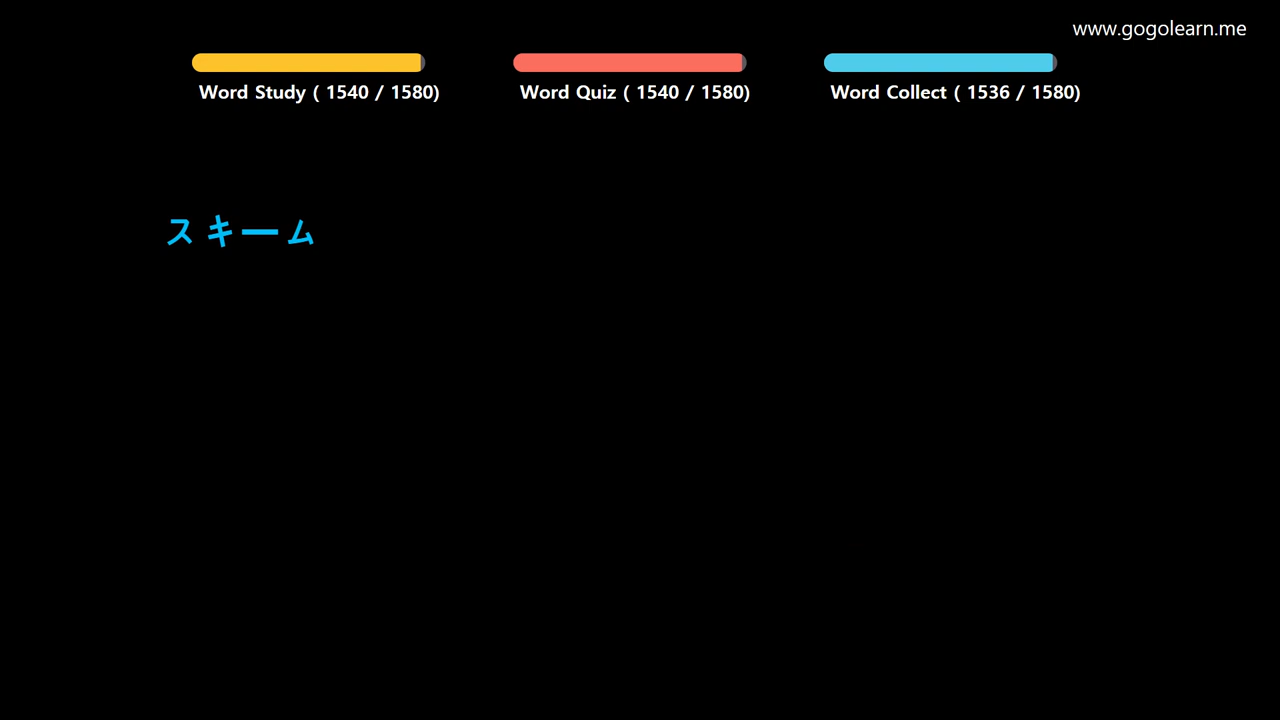 www.gogolearn.me
Word Study ( 1540 / 1580)
Word Quiz ( 1540 / 1580)
Word Collect ( 1536 / 1580)
スキーム